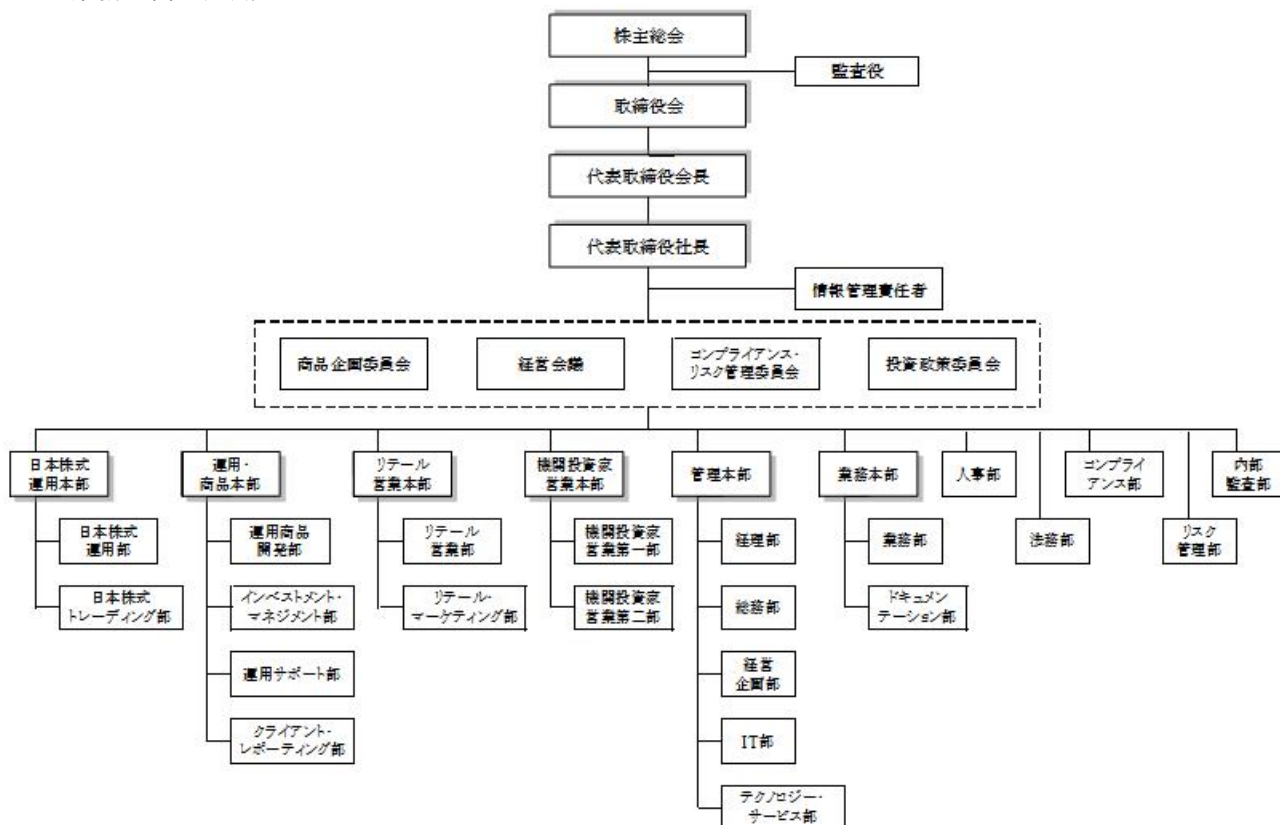 株主総会
監査役
取締役会
代表取締役会長
代表取締役社長
情報管理責任者
商品企画委員会
経営会議
コンプライアンス・
リスク管理委員会
投資政策委員会
日本株式
運用本部
運用・
商品本部
リテール
営業本部
機関投資家
営業本部
管理本部
業務本部
人事部
コンプライ
アンス部
内部
監査部
日本株式
運用部
運用商品
開発部
リテール
営業部
機関投資家
営業第一部
経理部
業務部
法務部
リスク
管理部
日本株式
トレーディング部
インベストメント・
マネジメント部
リテール・
マーケティング部
機関投資家
営業第二部
総務部
ドキュメン
テーション部
運用サポート部
経営
企画部
クライアント・
レポーティング部
IT部
テクノロジー・
サービス部